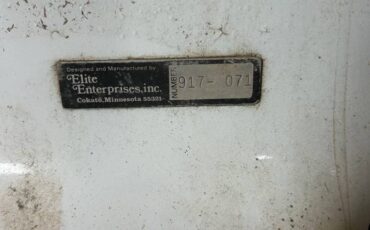 Designed and Manufactured by
Elite
Enterprises, inc.
Cokato, Minnesota 55321
NUMBER
917- 071